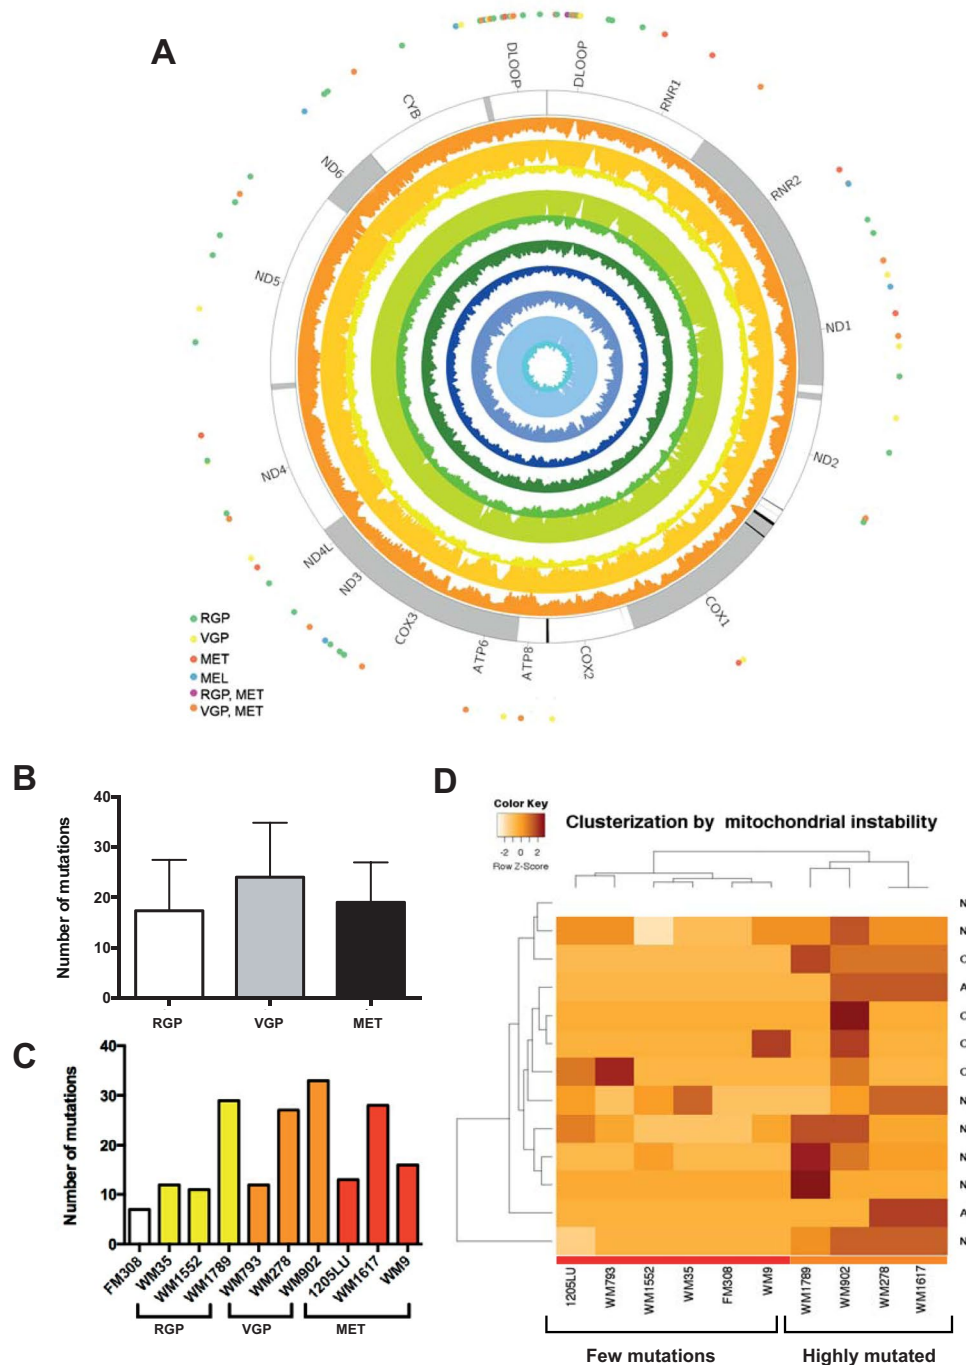 A
DLOOP
DLOOP
RNR1
RNR2
ND1
ND2
COX1
COX2
ATP8
ATP6
COX3
ND3
ND4L
ND4
ND5
ND6
CYB
RGP
VGP
MET
MEL
RGP, MET
VGP, MET
B
Number of mutations
40
30
20
10
0
RGP
VGP
MET
C
Number of mutations
40
30
20
10
0
FM308
WM35
WM1552
WM1789
WM793
WM278
WM902
1205LU
WM1617
WM9
RGP
VGP
MET
D
Color Key
-2 0 2
Row Z-Score
Clusterization by mitochondrial instability
N
N
C
A
C
C
C
N
N
N
N
A
N
1205LU
WM793
WM1552
WM35
FM308
WM9
WM1789
WM902
WM278
WM1617
Few mutations
Highly mutated